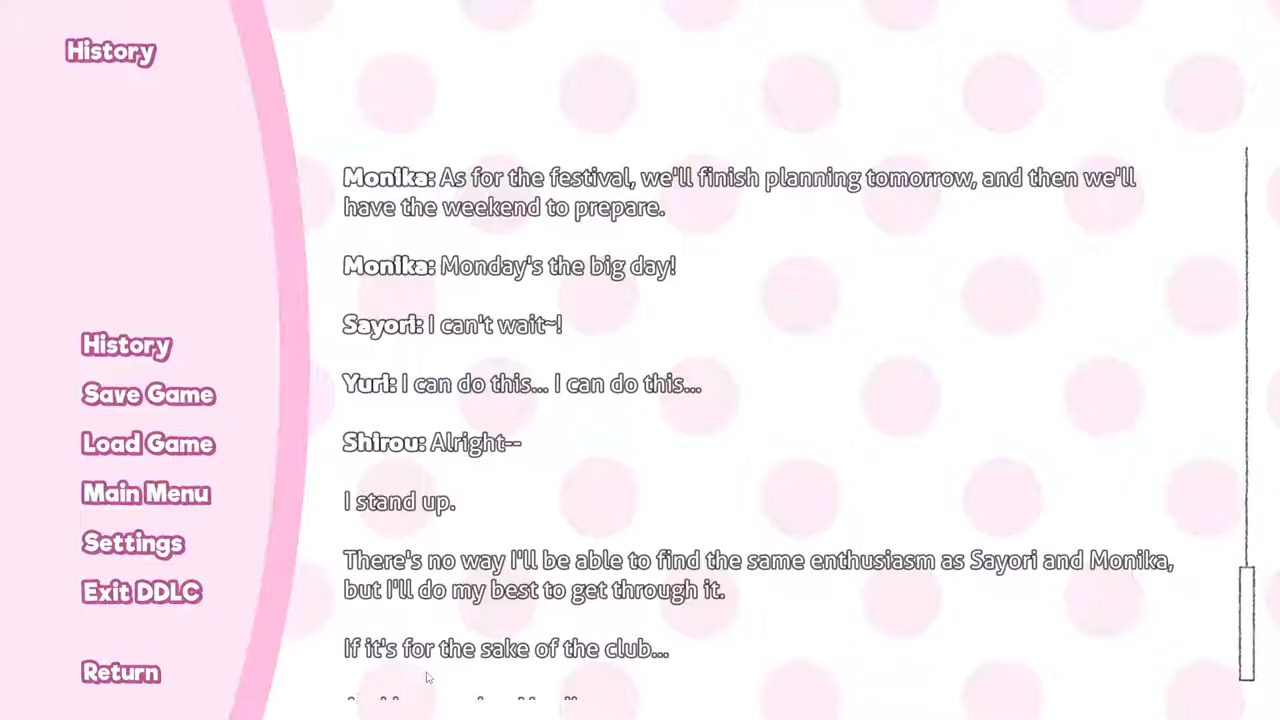 History
Monika: As for the festival, we'll finish planning tomorrow, and then we'll
have the weekend to prepare.
Monika: Monday's the big day!
Sayori: I can't wait~!
Yuri: I can do this... I can do this...
Shirou: Alright--
I stand up.
There's no way I'll be able to find the same enthusiasm as Sayori and Monika,
but I'll do my best to get through it.
If it's for the sake of the club...
History
Save Game
Load Game
Main Menu
Settings
Exit DDLC
Return